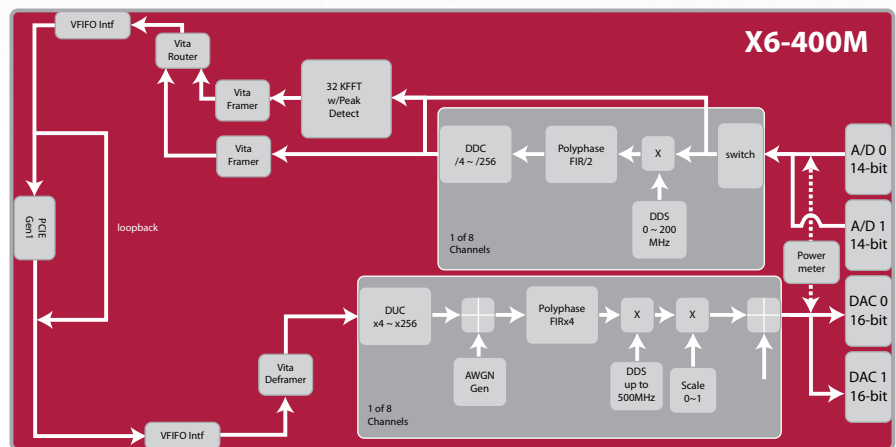 X6-400M
VFIFO Intf
Vita
Router
Vita
Framer
32 KFFT
w/Peak
Detect
Vita
Framer
DDC
/4 ~ /256
Polyphase
FIR/2
X
switch
A/D 0
14-bit
DDS
0 ~ 200
MHz
1 of 8
Channels
A/D 1
14-bit
PCIE
Gen1
loopback
Power
meter
DUC
x4 ~ x256
Polyphase
FIRx4
X
X
DAC 0
16-bit
Vita
Deframer
AWGN
Gen
DDS
up to
500MHz
Scale
0~1
DAC 1
16-bit
1 of 8
Channels
VFIFO Intf